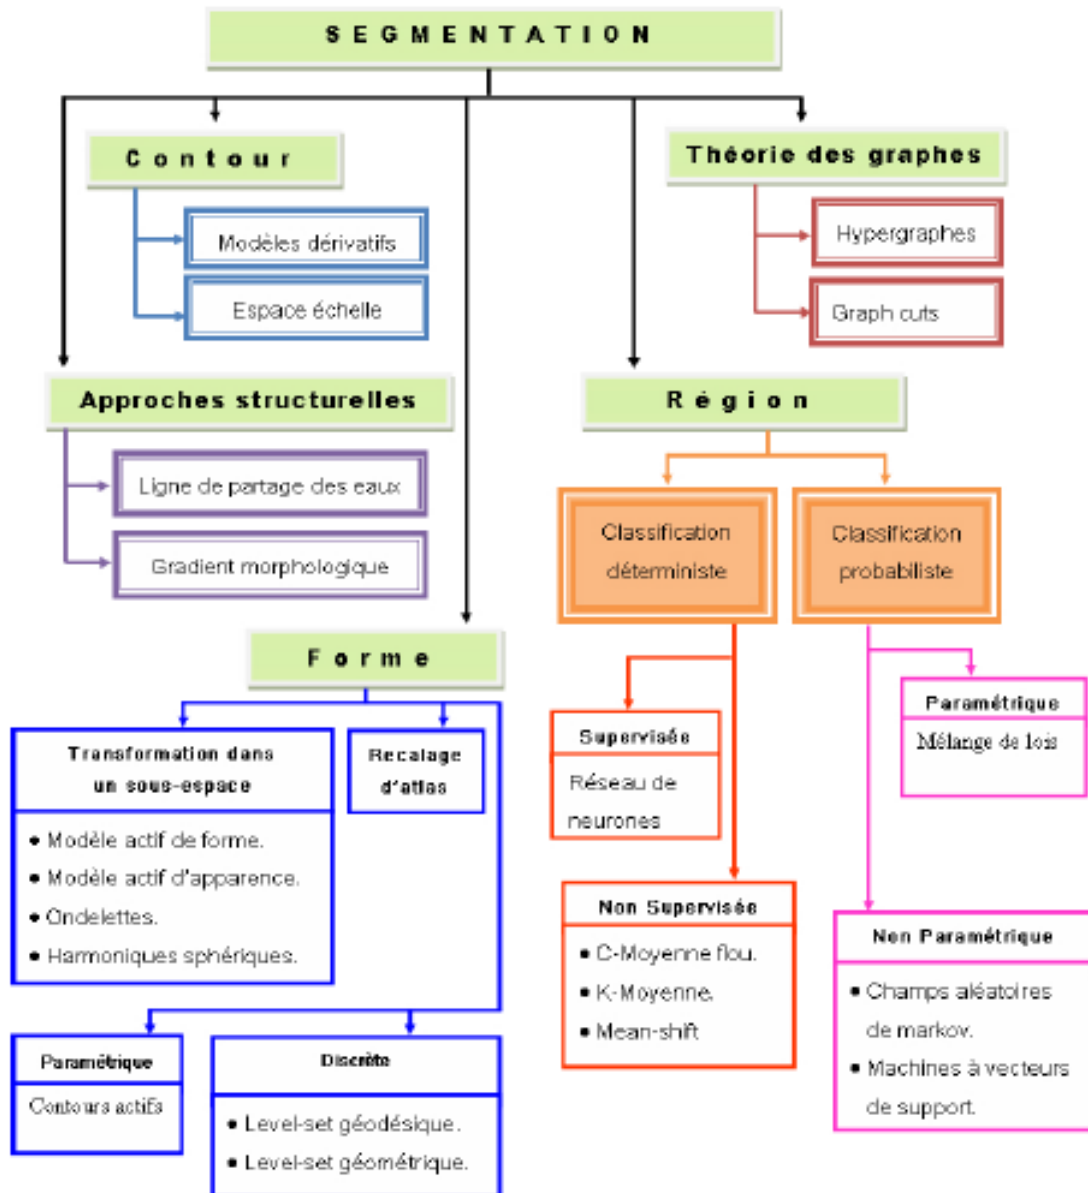 SEGMENTATION
Contour
Modèles dérivatifs
Espace échelle
Théorie des graphes
Hypergraphes
Graph cuts
Approches structurelles
Ligne de partage des eaux
Gradient morphologique
Région
Classification
déterministe
Classification
probabiliste
Supervisée
Réseau de
neurones
Non Supervisée
• C-Moyenne flou.
• K-Moyenne.
• Mean-shift
Paramétrique
Mélange de lois
Non Paramétrique
• Champs aléatoires
de markov.
• Machines à vecteurs
de support.
Forme
Transformation dans
un sous-espace
• Modèle actif de forme.
• Modèle actif d'apparence.
• Ondelettes.
• Harmoniques sphériques.
Recalage
d'atlas
Paramétrique
Contours actifs
Discrète
• Level-set géodésique.
• Level-set géométrique.